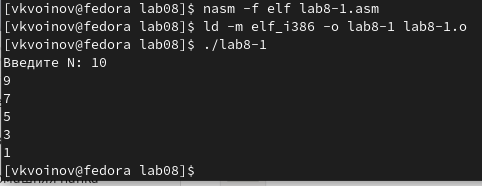 [vkvoinov@fedora lab08]$ nasm -f elf lab8-1.asm
[vkvoinov@fedora lab08]$ ld -m elf_i386 -o lab8-1 lab8-1.o
[vkvoinov@fedora lab08]$ ./lab8-1
Введите N: 10
9
7
5
3
1
[vkvoinov@fedora lab08]$